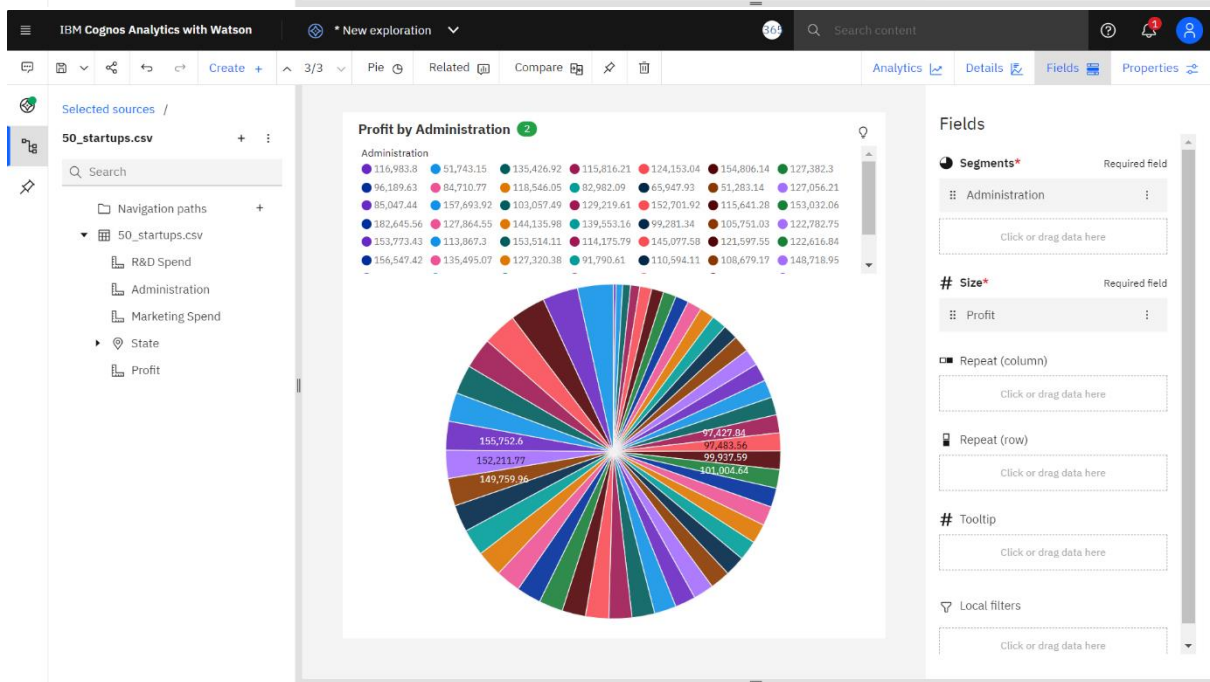 IBM Cognos Analytics with Watson
* New exploration
365
Search content
1
Create +
3/3
Pie
Related
Compare
Analytics
Details
Fields
Properties
Selected sources /
50_startups.csv
Search
Navigation paths
50_startups.csv
R&D Spend
Administration
Marketing Spend
State
Profit
Profit by Administration 2
Administration
116,983.8 51,743.15 135,426.92 115,816.21 124,153.04 154,806.14 127,382.3
96,189.63 84,710.77 118,546.05 82,982.09 65,947.93 51,283.14 127,056.21
85,047.44 157,693.92 103,057.49 129,219.61 152,701.92 115,641.28 153,032.06
182,645.56 127,864.55 144,135.98 139,553.16 99,281.34 105,751.03 122,782.75
153,773.43 113,867.3 153,514.11 114,175.79 145,077.58 121,597.55 122,616.84
156,547.42 135,495.07 127,320.38 91,790.61 110,594.11 108,679.17 148,718.95
97,427.84
155,752.6
97,483.56
99,937.59
152,211.77
101,004.64
149,759.96
Fields
Segments* Required field
Administration
Click or drag data here
# Size* Required field
Profit
Repeat (column)
Click or drag data here
Repeat (row)
Click or drag data here
# Tooltip
Click or drag data here
Local filters
Click or drag data here